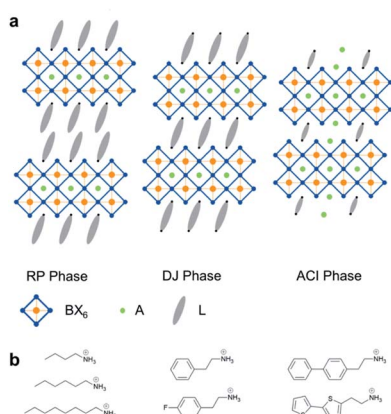 a
RP Phase DJ Phase ACI Phase
BX₆ A L
b
NH₃ ⊕ NH₃ ⊕ NH₃ ⊕
NH₃ ⊕ F NH₃ ⊕ S S NH₃ ⊕
NH₃ ⊕